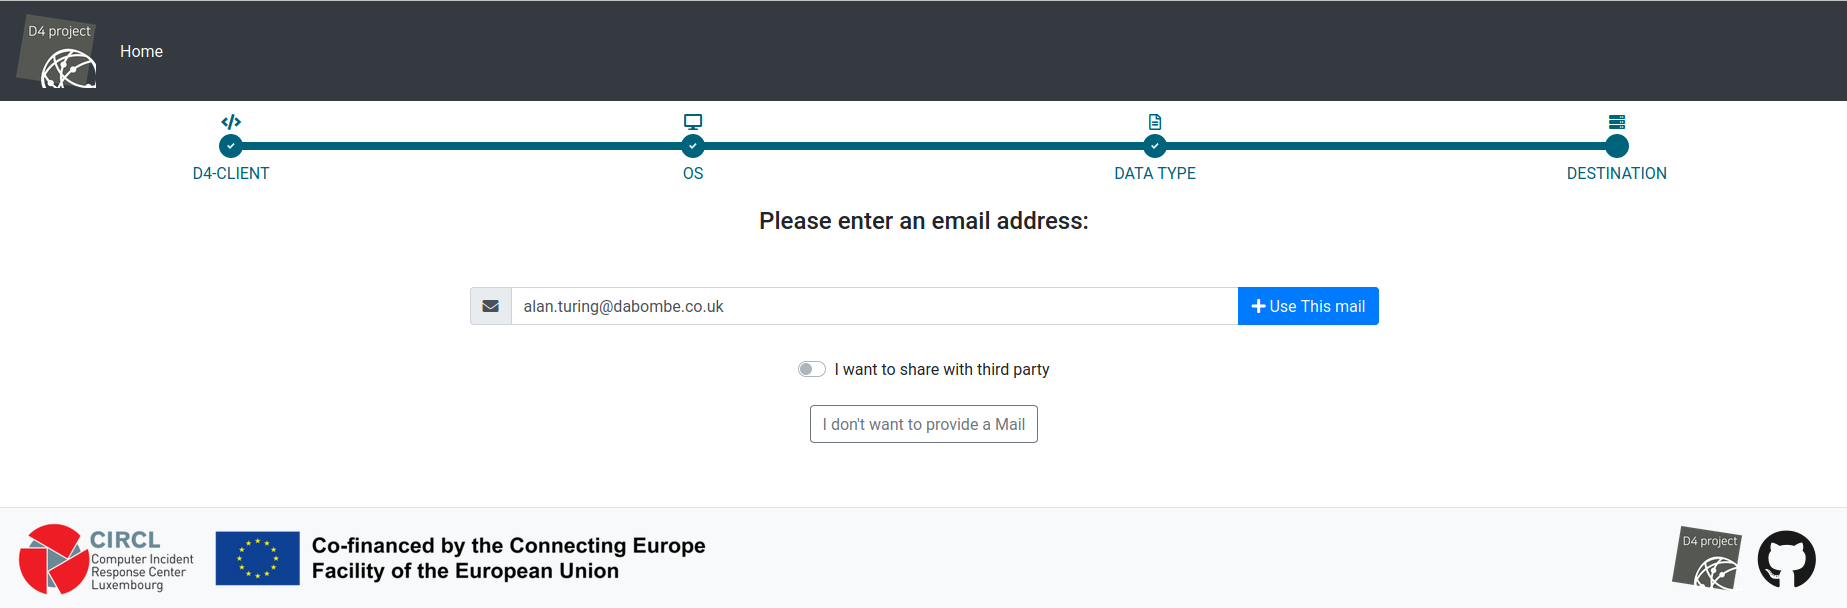 D4 project
Home
D4-CLIENT
OS
DATA TYPE
DESTINATION
Please enter an email address:
alan.turing@dabombe.co.uk
Use This mail
I want to share with third party
I don't want to provide a Mail
CIRCL
Computer Incident
Response Center
Luxembourg
Co-financed by the Connecting Europe
Facility of the European Union
D4 project